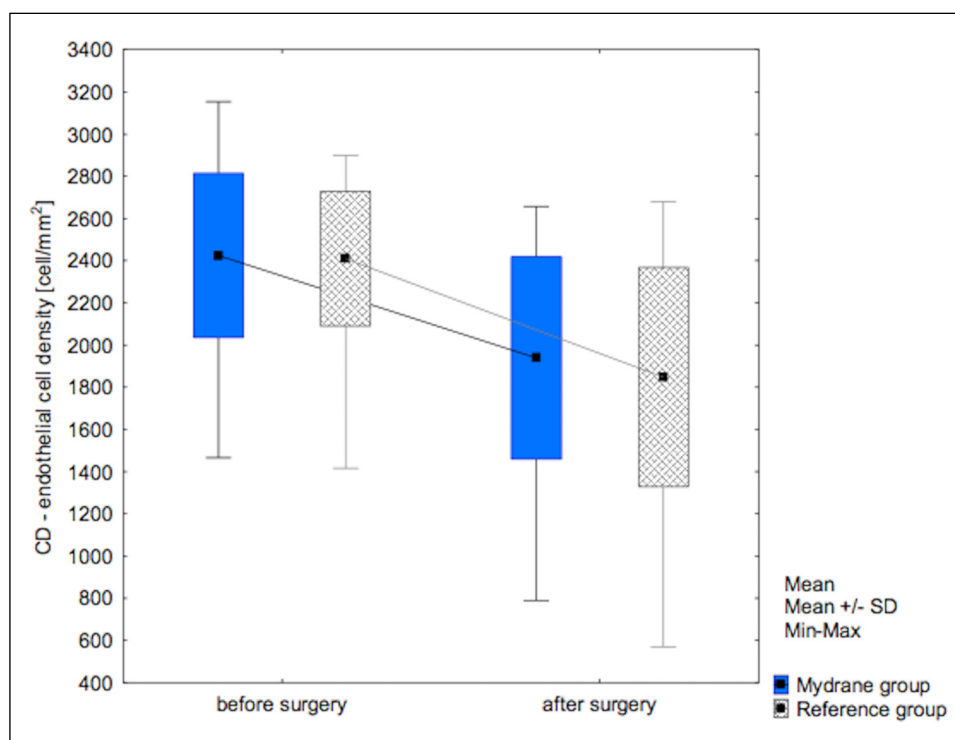 3400
3200
3000
2800
2600
2400
2200
2000
1800
1600
1400
1200
1000
800
600
400
CD - endothelial cell density [cell/mm²]
before surgery
after surgery
Mean
Mean +/- SD
Min-Max
Mydrane group
Reference group